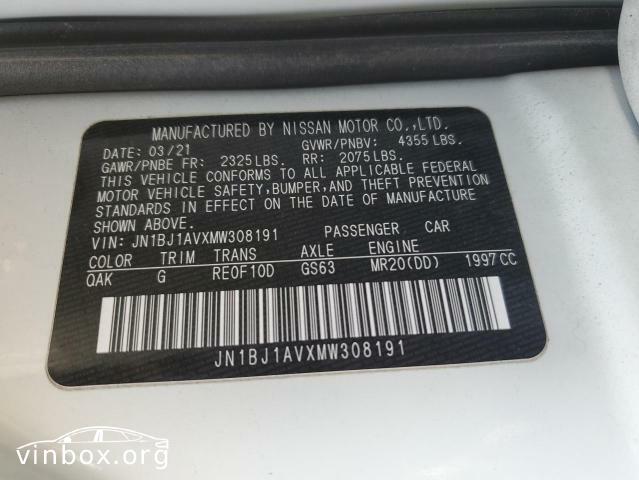 MANUFACTURED BY NISSAN MOTOR CO.,LTD.
DATE: 03/21 GVWR/PNBV: 4355 LBS.
GAWR/PNBE FR: 2325 LBS. RR: 2075 LBS.
THIS VEHICLE CONFORMS TO ALL APPLICABLE FEDERAL
MOTOR VEHICLE SAFETY, BUMPER, AND THEFT PREVENTION
STANDARDS IN EFFECT ON THE DATE OF MANUFACTURE
SHOWN ABOVE.
VIN: JN1BJ1AVXMW308191 PASSENGER CAR
COLOR TRIM TRANS AXLE ENGINE
QAK G RE0F10D GS63 MR20(DD) 1997 CC
JN1BJ1AVXMW308191
vinbox.org